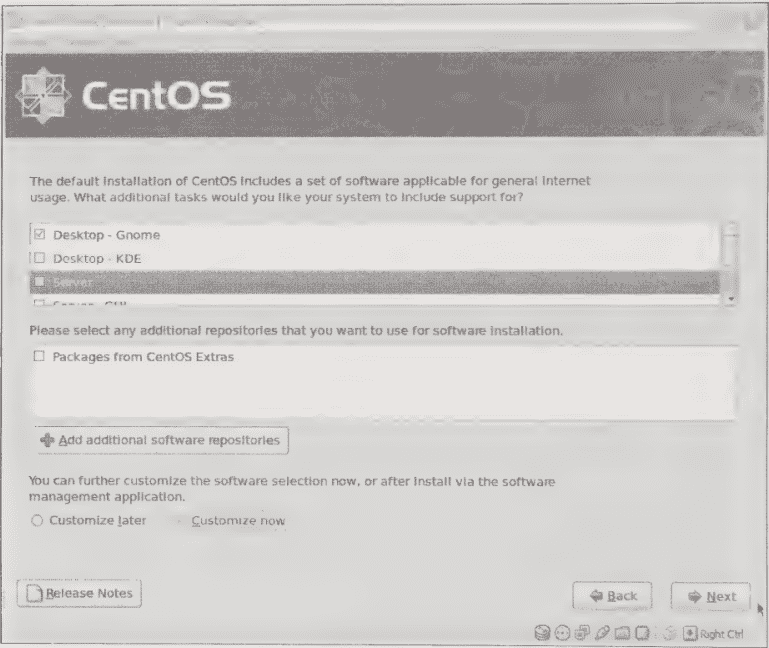 CentOS
The default installation of CentOS includes a set of software applicable for general internet
usage. What additional tasks would you like your system to include support for?
Desktop - Gnome
Desktop - KDE
Server
Please select any additional repositories that you want to use for software installation.
Packages from CentOS Extras
Add additional software repositories
You can further customize the software selection now, or after install via the software
management application.
Customize later Customize now
Release Notes Back Next
Right Ctrl